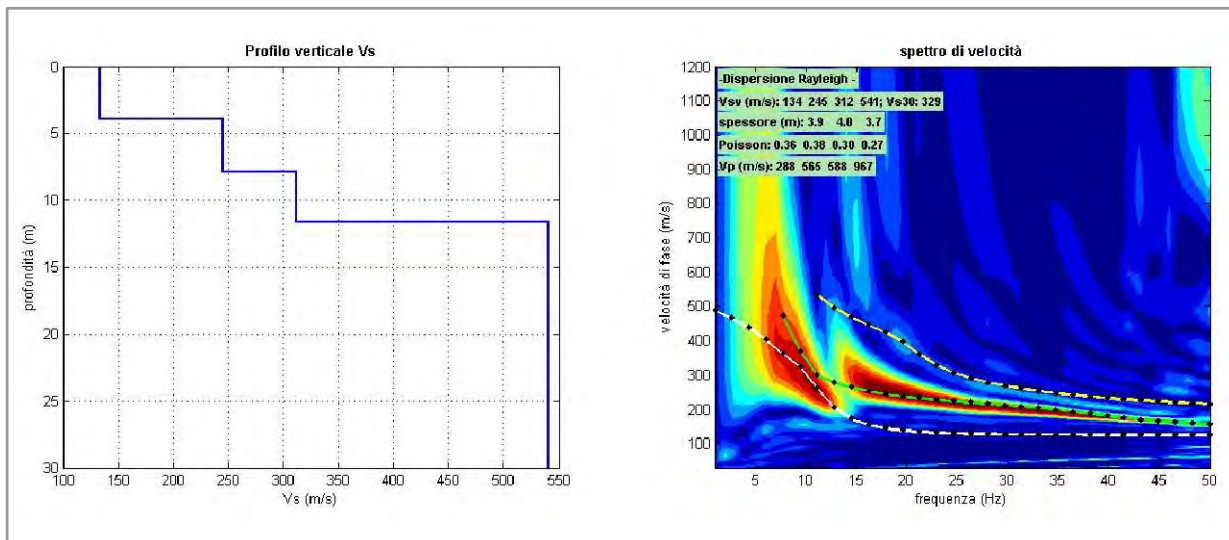 Profilo verticale Vs
0
5
10
15
20
25
30
profondità (m)
100 150 200 250 300 350 400 450 500 550
Vs (m/s)
spettro di velocità
-Dispersione Rayleigh -
Vsv (m/s): 134 245 312 541; Vs30: 329
spessore (m): 3.9 4.0 3.7
Poisson: 0.36 0.38 0.30 0.27
Vp (m/s): 288 565 588 967
1200
1100
1000
900
800
700
600
500
400
300
200
100
velocità di fase (m/s)
5 10 15 20 25 30 35 40 45 50
frequenza (Hz)